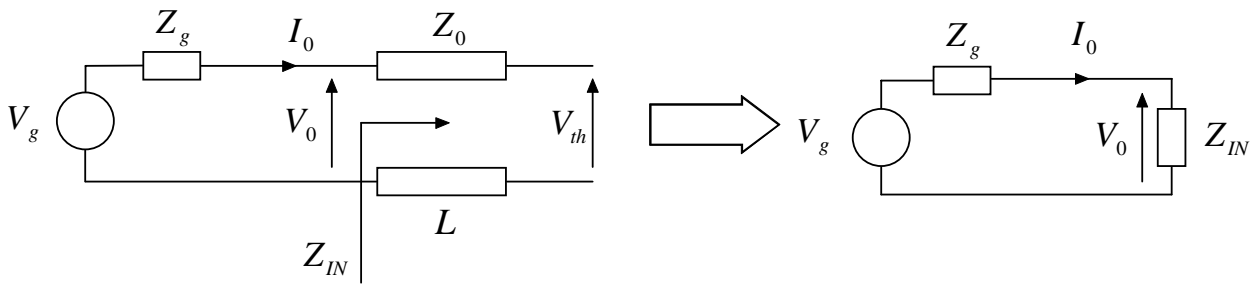 Z_g I_0 Z_0
V_g V_0 V_th
Z_IN L
Z_g I_0
V_g V_0 Z_IN